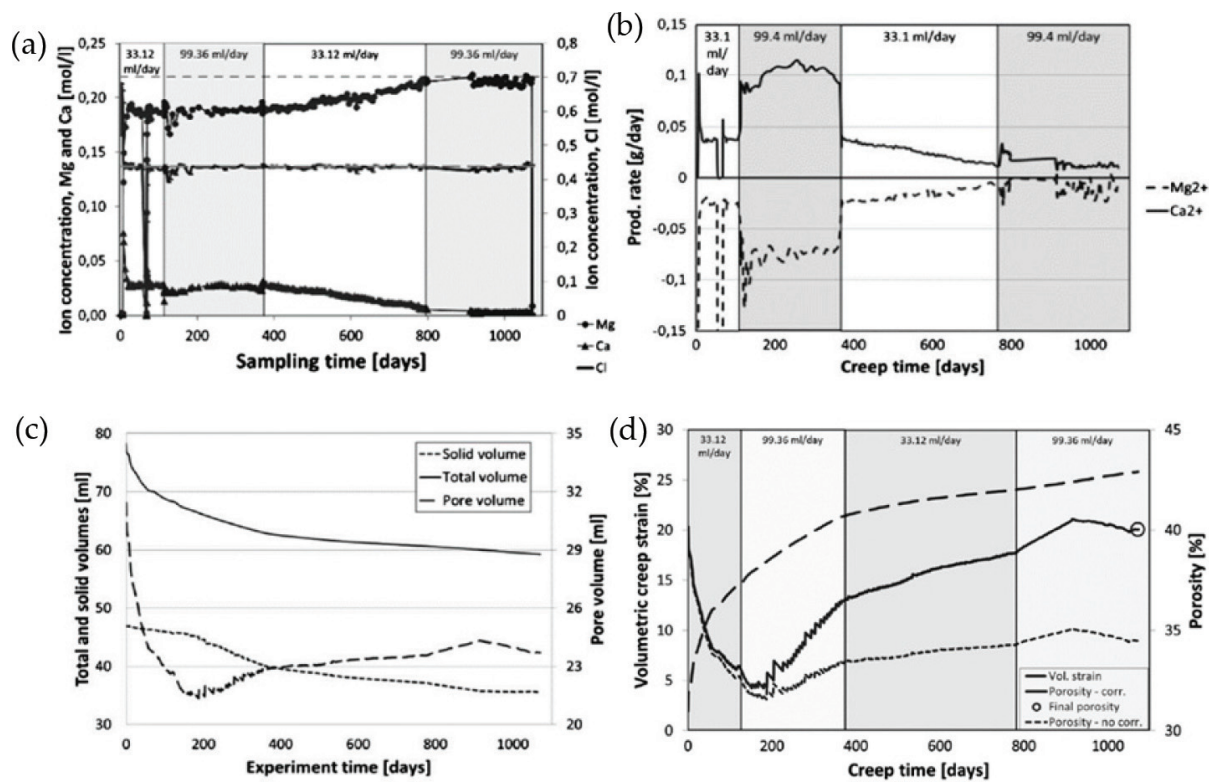 (a)
Ion concentration, Mg and Ca [mol/l]
0,25
0,20
0,15
0,10
0,05
0,00
33.12 ml/day
99.36 ml/day
33.12 ml/day
99.36 ml/day
0,8
0,7
0,6
0,5
0,4
0,3
0,2
0,1
0
Ion concentration, Cl [mol/l]
0 200 400 600 800 1000
Sampling time [days]
Mg
Ca
Cl
(b)
Prod. rate [g/day]
0,15
0,1
0,05
0
-0,05
-0,1
-0,15
33.1 ml/ day
99.4 ml/day
33.1 ml/day
99.4 ml/day
0 200 400 600 800 1000
Creep time [days]
Mg2+
Ca2+
(c)
Total and solid volumes [ml]
80
70
60
50
40
30
Solid volume
Total volume
Pore volume
35
32
29
26
23
20
Pore volume [ml]
0 200 400 600 800 1000
Experiment time [days]
(d)
Volumetric creep strain [%]
30
25
20
15
10
5
0
33.12 ml/day
99.36 ml/day
33.12 ml/day
99.36 ml/day
45
40
35
30
Porosity [%]
Vol. strain
Porosity - corr.
Final porosity
Porosity - no corr.
0 200 400 600 800 1000
Creep time [days]